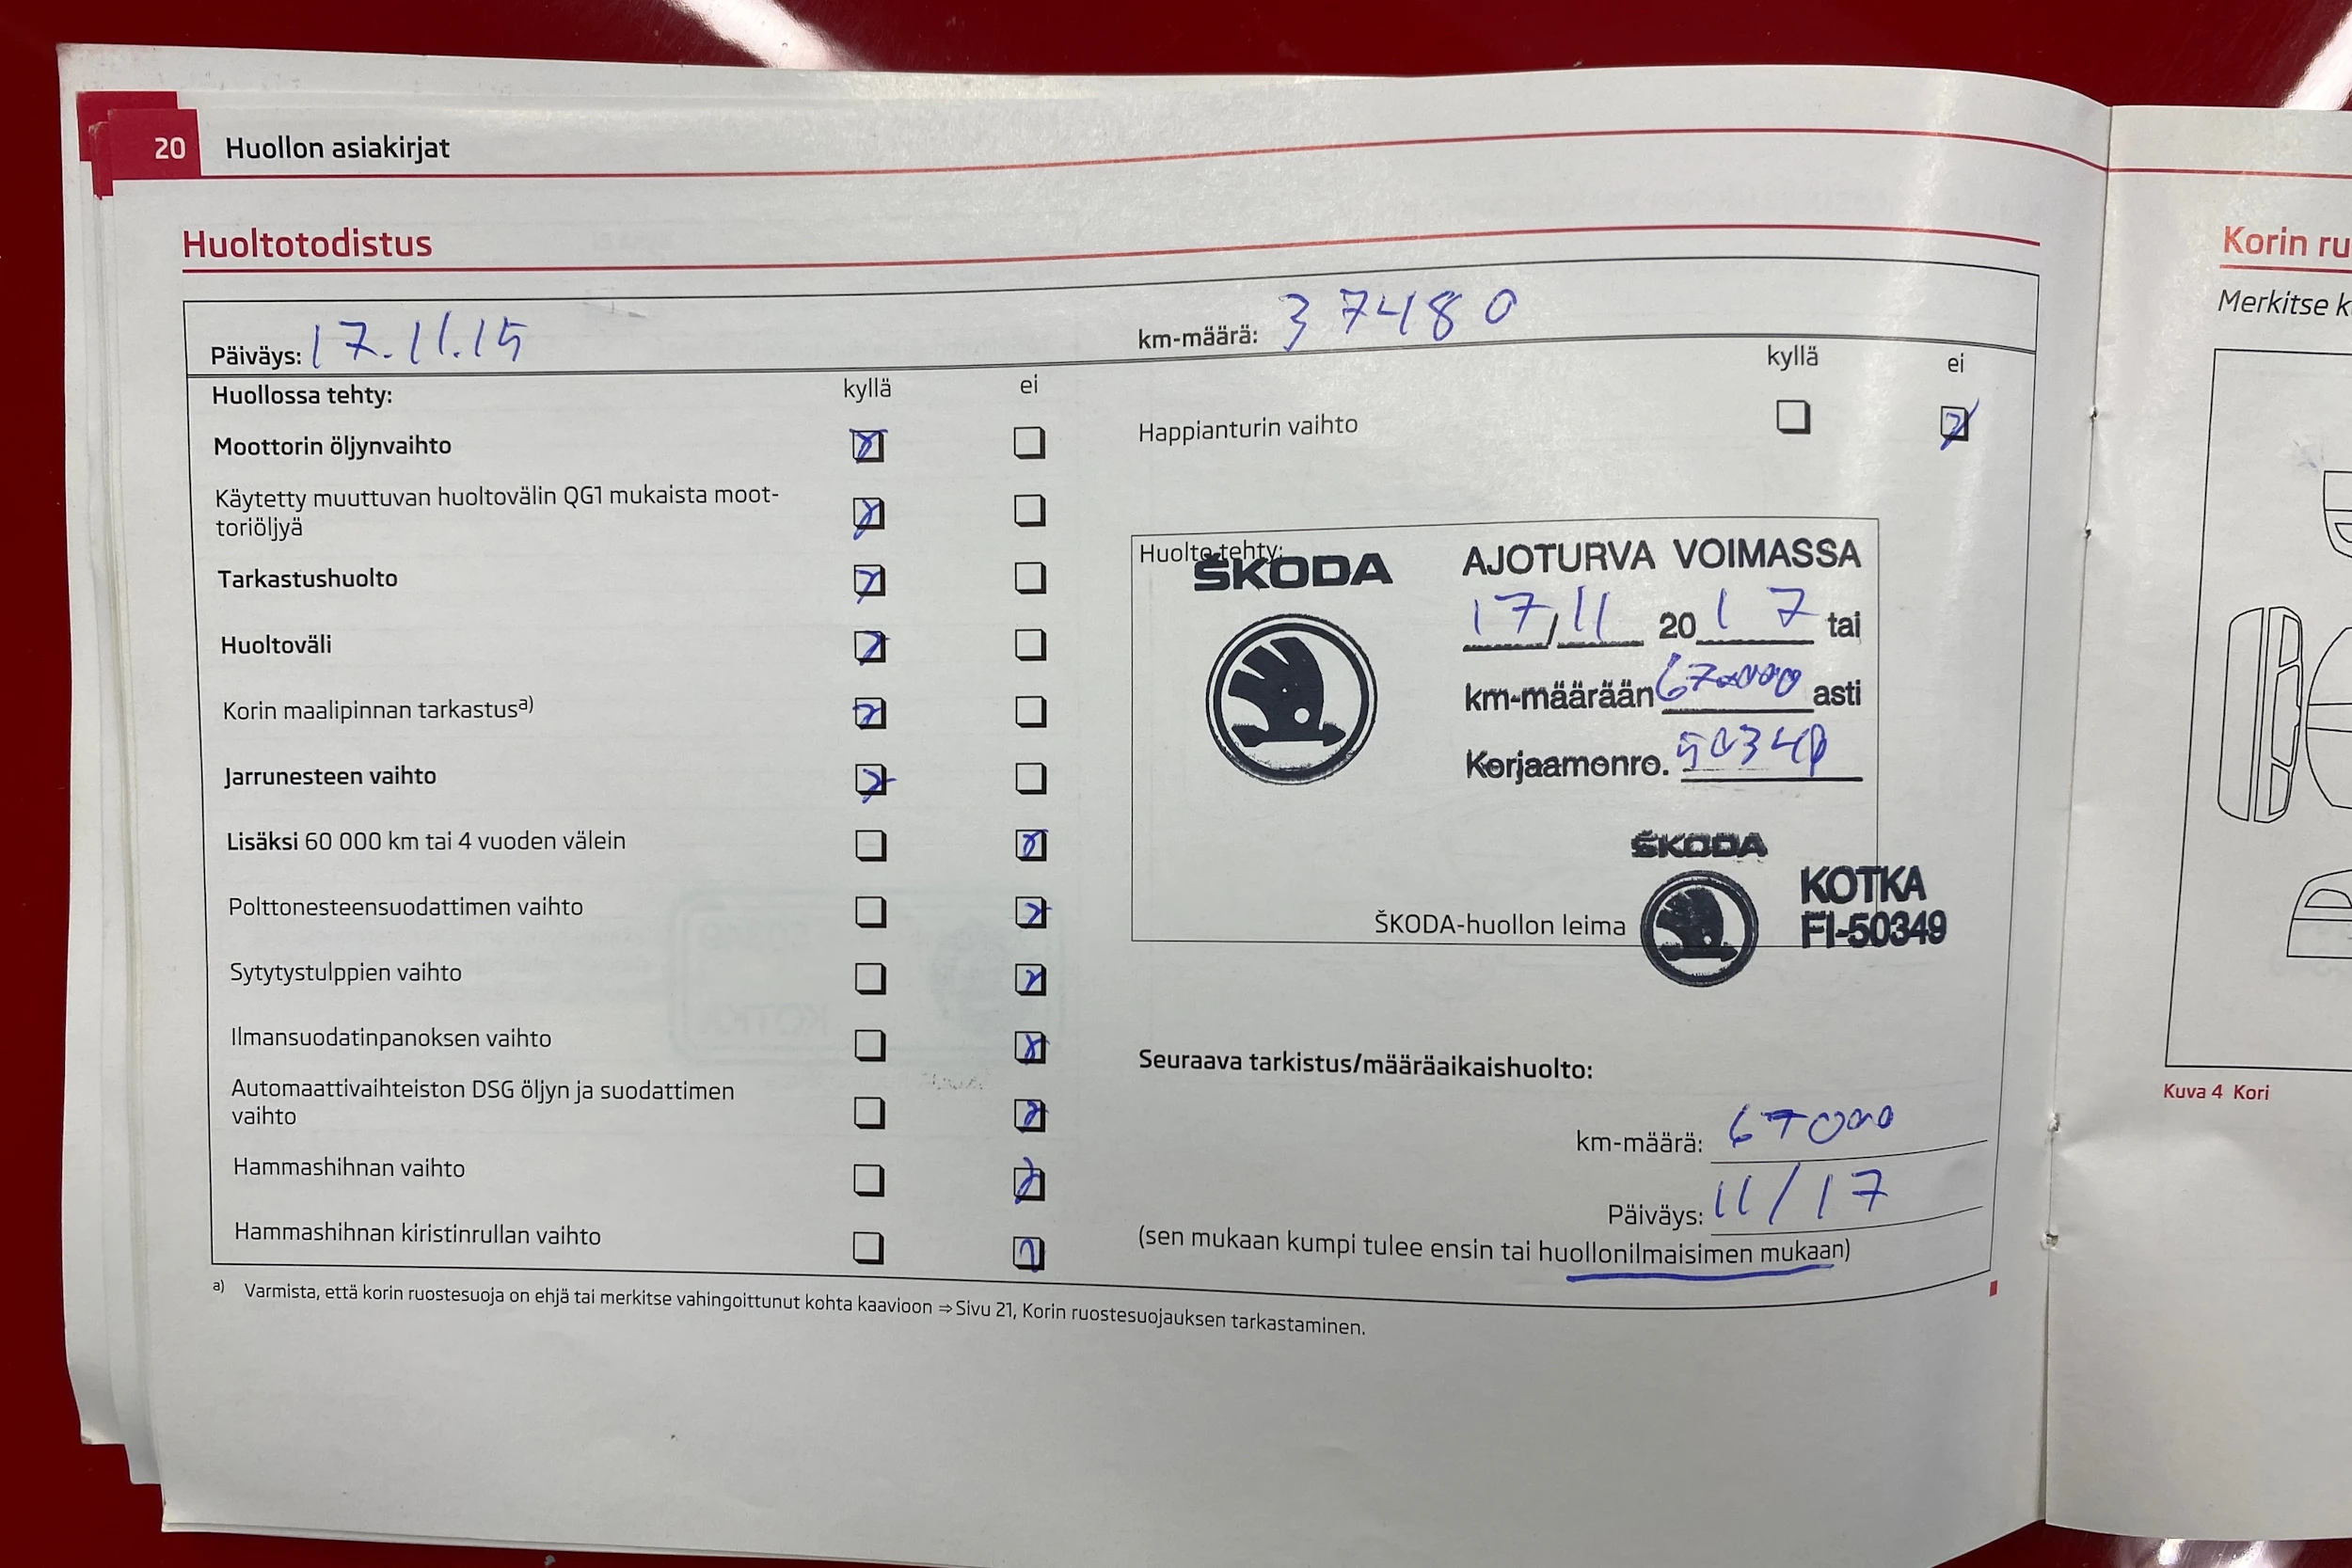 20 Huollon asiakirjat
Huoltotodistus
Päiväys: 17.11.15
km-määrä: 37480
Huollossa tehty: kyllä ei
Moottorin öljynvaihto
Käytetty muuttuvan huoltovälin QG1 mukaista moot-
toriöljyä
Tarkastushuolto
Huoltoväli
Korin maalipinnan tarkastusa)
Jarrunesteen vaihto
Lisäksi 60 000 km tai 4 vuoden välein
Polttonesteensuodattimen vaihto
Sytytystulppien vaihto
Ilmansuodatinpanoksen vaihto
Automaattivaihteiston DSG öljyn ja suodattimen
vaihto
Hammashihnan vaihto
Hammashihnan kiristinrullan vaihto
kyllä ei
Happianturin vaihto
Huolto tehty:
ŠKODA
AJOTURVA VOIMASSA
17/11 2017 tai
km-määrään 67000 asti
Korjaamonro. 50349
ŠKODA
KOTKA
FI-50349
ŠKODA-huollon leima
Seuraava tarkistus/määräaikaishuolto:
km-määrä: 67000
Päiväys: 11/17
(sen mukaan kumpi tulee ensin tai huollonilmaisimen mukaan)
a) Varmista, että korin ruostesuoja on ehjä tai merkitse vahingoittunut kohta kaavioon ⇒ Sivu 21, Korin ruostesuojauksen tarkastaminen.
Korin ru
Merkitse k
Kuva 4 Kori